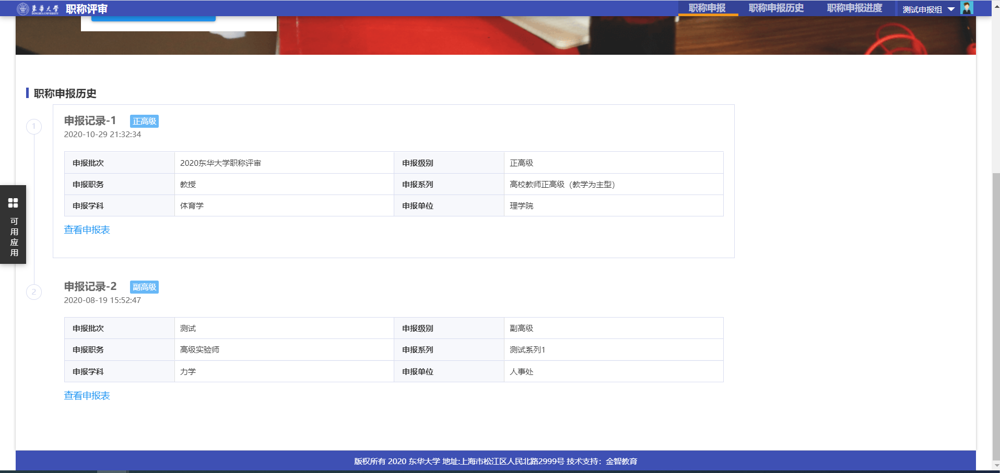 東華大學 职称评审 职称申报 职称申报历史 职称申报进度 测试申报组
DONGHUA UNIVERSITY
职称申报历史
1
申报记录-1 正高级
2020-10-29 21:32:34
申报批次 2020东华大学职称评审 申报级别 正高级
申报职务 教授 申报系列 高校教师正高级（教学为主型）
申报学科 体育学 申报单位 理学院
查看申报表
可用应用
2
申报记录-2 副高级
2020-08-19 15:52:47
申报批次 测试 申报级别 副高级
申报职务 高级实验师 申报系列 测试系列1
申报学科 力学 申报单位 人事处
查看申报表
版权所有 2020 东华大学 地址:上海市松江区人民北路2999号 技术支持：金智教育